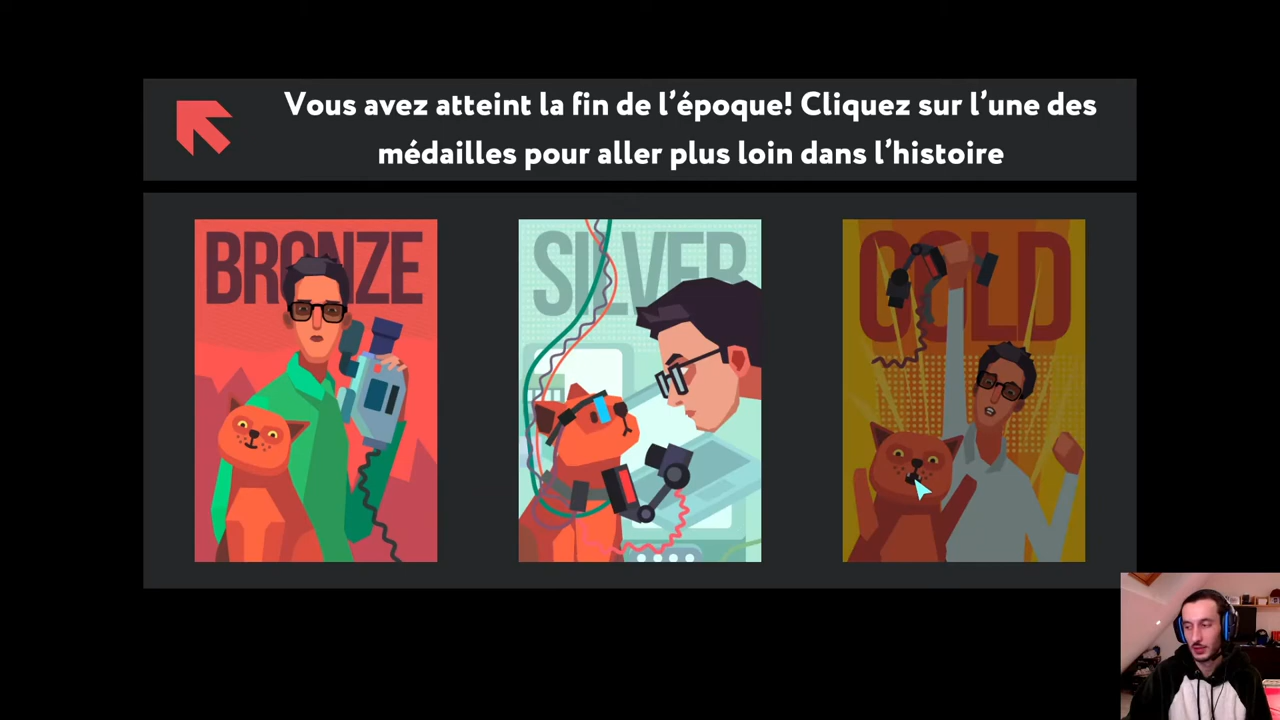 Vous avez atteint la fin de l'époque! Cliquez sur l'une des
médailles pour aller plus loin dans l'histoire
BRONZE
SILVER
GOLD